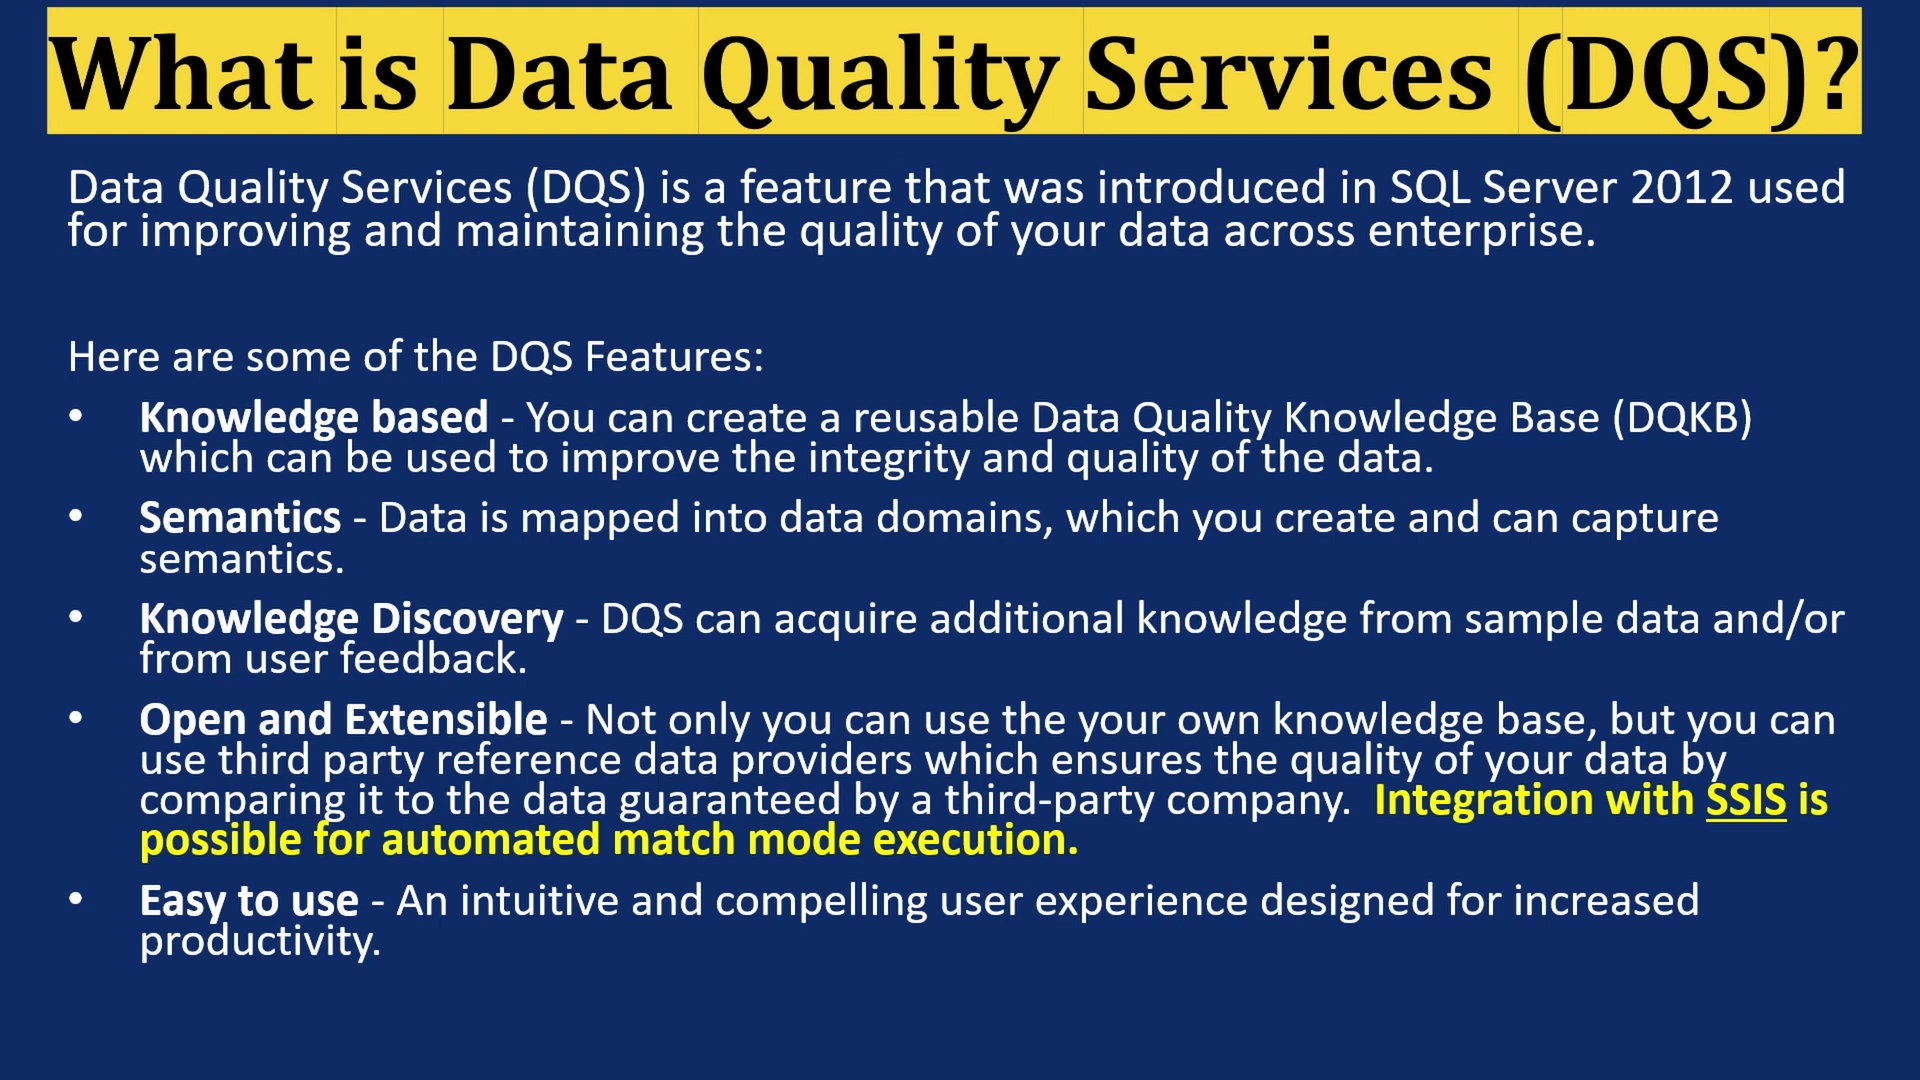 What is Data Quality Services (DQS)?
Data Quality Services (DQS) is a feature that was introduced in SQL Server 2012 used
for improving and maintaining the quality of your data across enterprise.
Here are some of the DQS Features:
• Knowledge based - You can create a reusable Data Quality Knowledge Base (DQKB)
which can be used to improve the integrity and quality of the data.
• Semantics - Data is mapped into data domains, which you create and can capture
semantics.
• Knowledge Discovery - DQS can acquire additional knowledge from sample data and/or
from user feedback.
• Open and Extensible - Not only you can use the your own knowledge base, but you can
use third party reference data providers which ensures the quality of your data by
comparing it to the data guaranteed by a third-party company. Integration with SSIS is
possible for automated match mode execution.
• Easy to use - An intuitive and compelling user experience designed for increased
productivity.